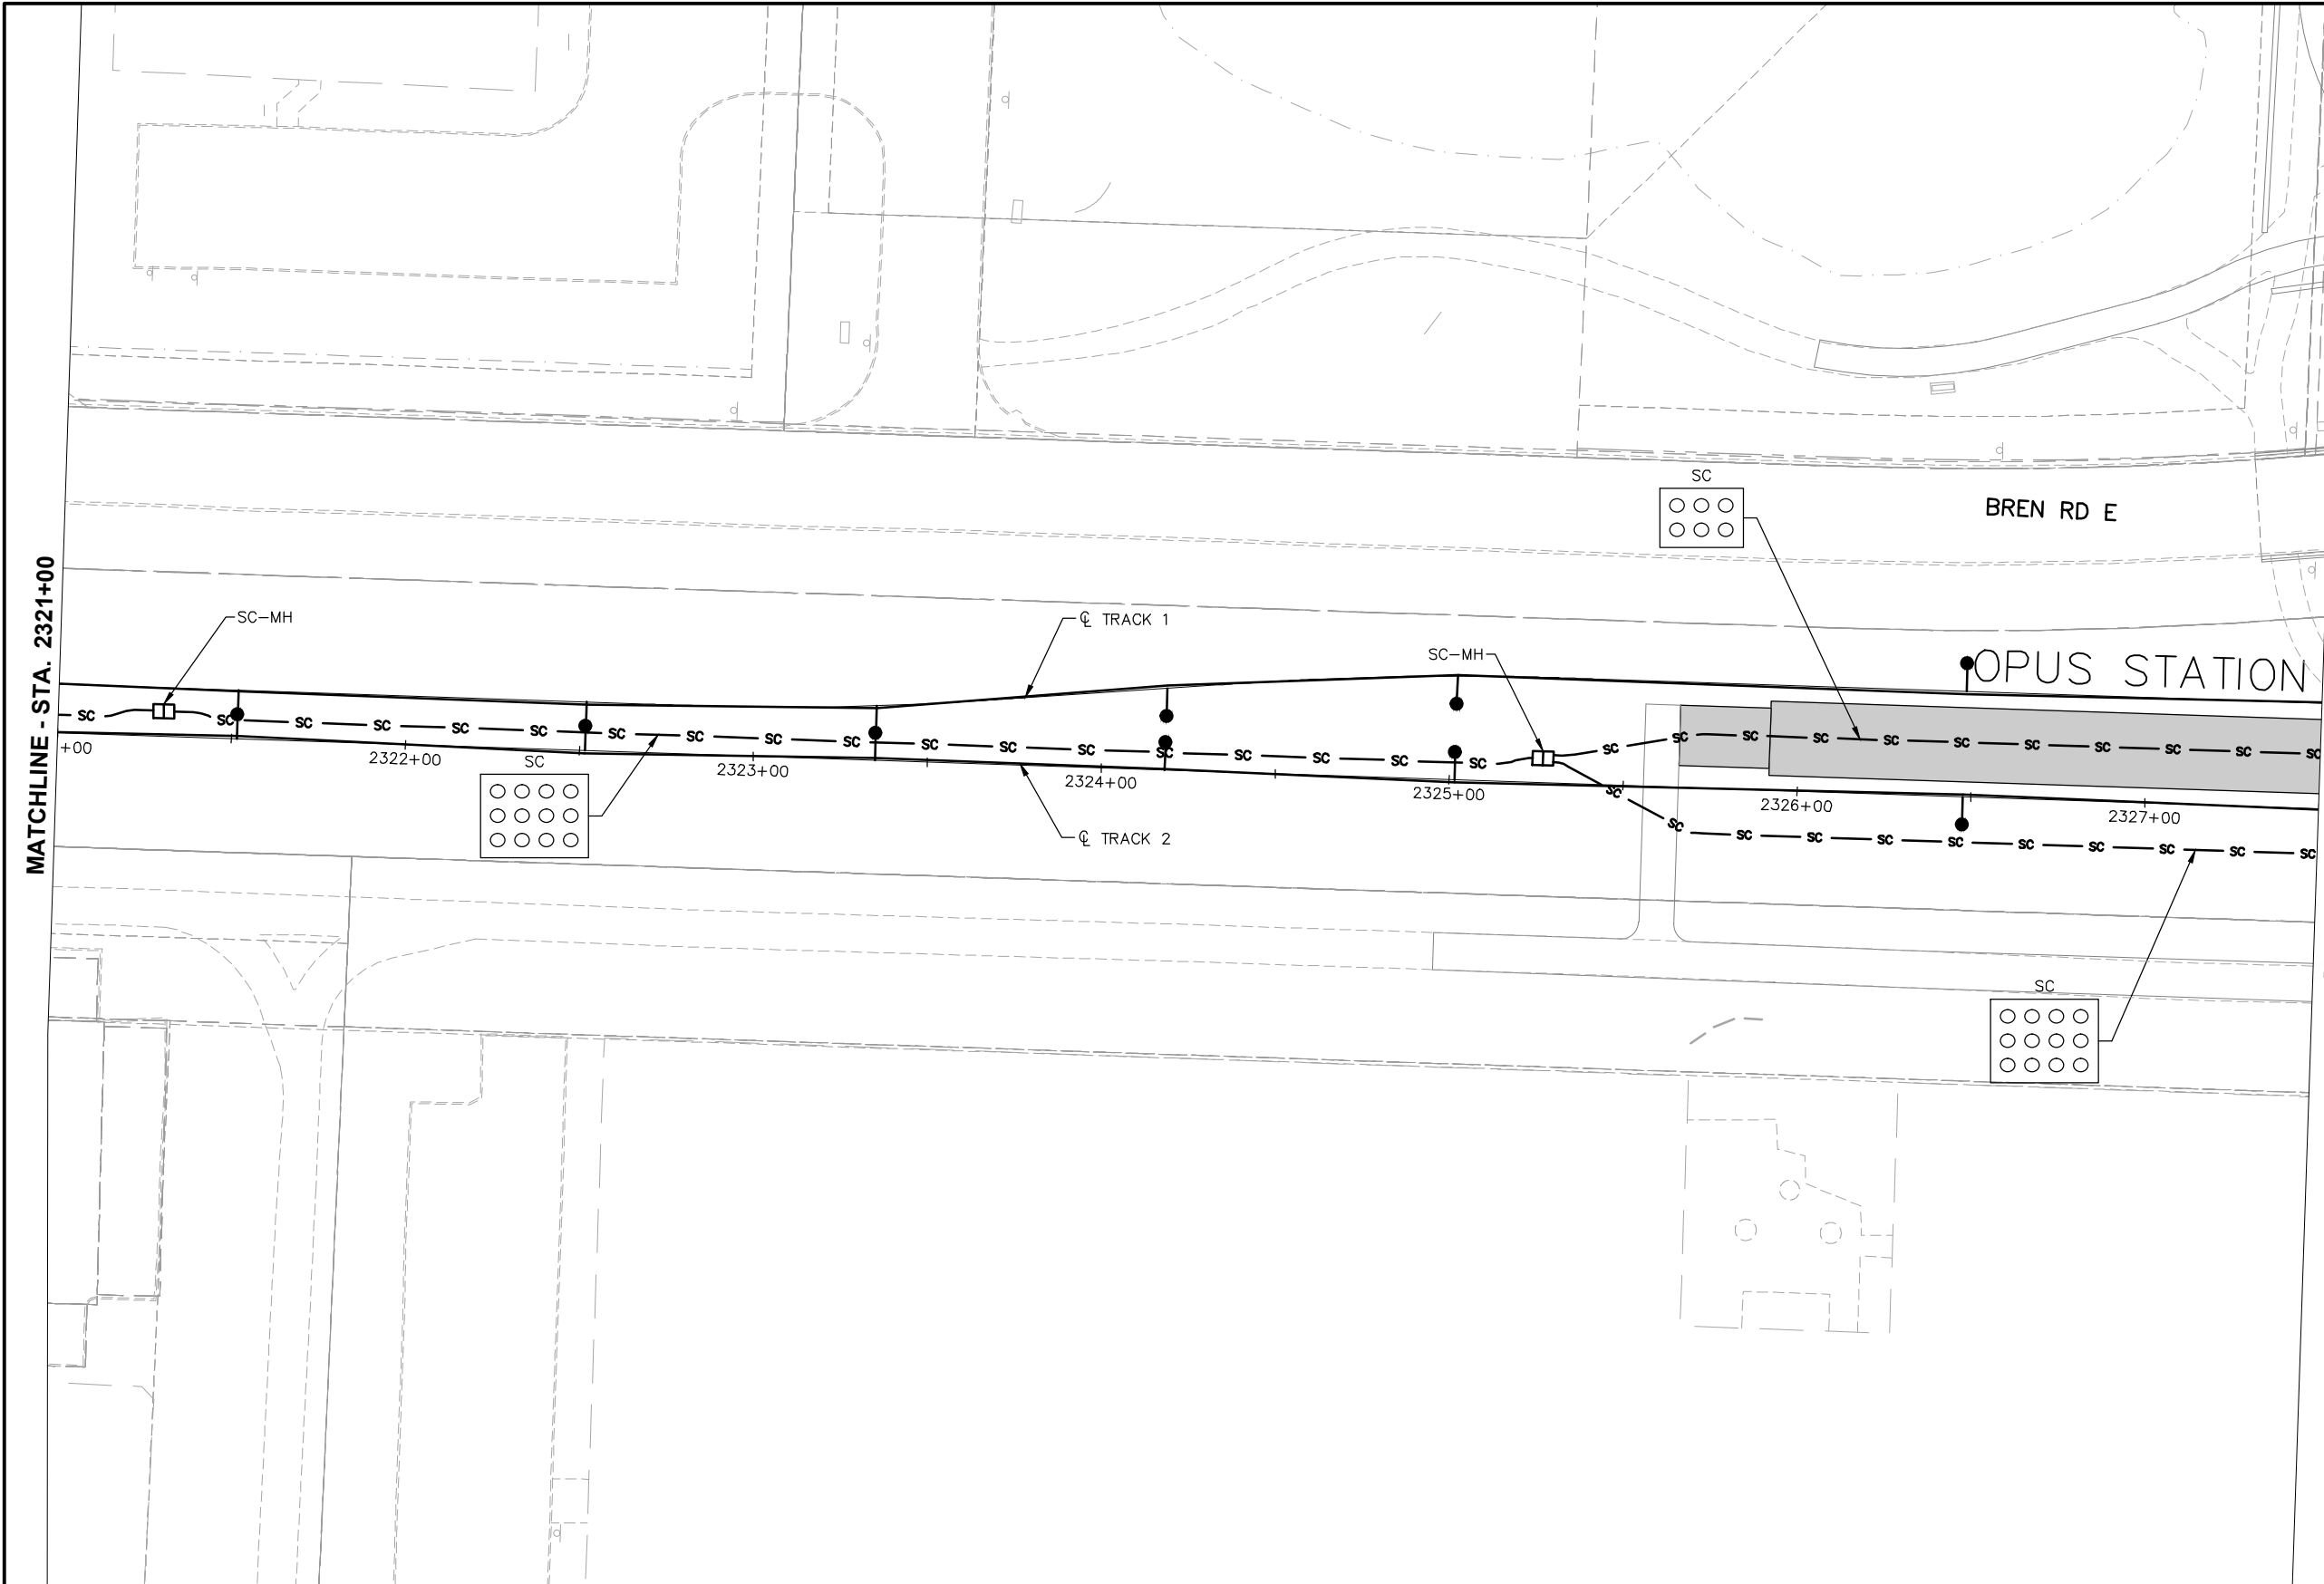 SC
BREN RD E
MATCHLINE - STA. 2321+00
SC-MH
℄ TRACK 1
SC-MH
OPUS STATION
SC SC SC SC SC SC SC SC SC SC SC SC SC SC SC SC SC SC SC
SC SC SC SC SC SC SC SC SC SC SC
SC SC SC SC SC SC SC SC SC SC SC
+00
2322+00
2323+00
2324+00
2325+00
2326+00
2327+00
SC
℄ TRACK 2
SC